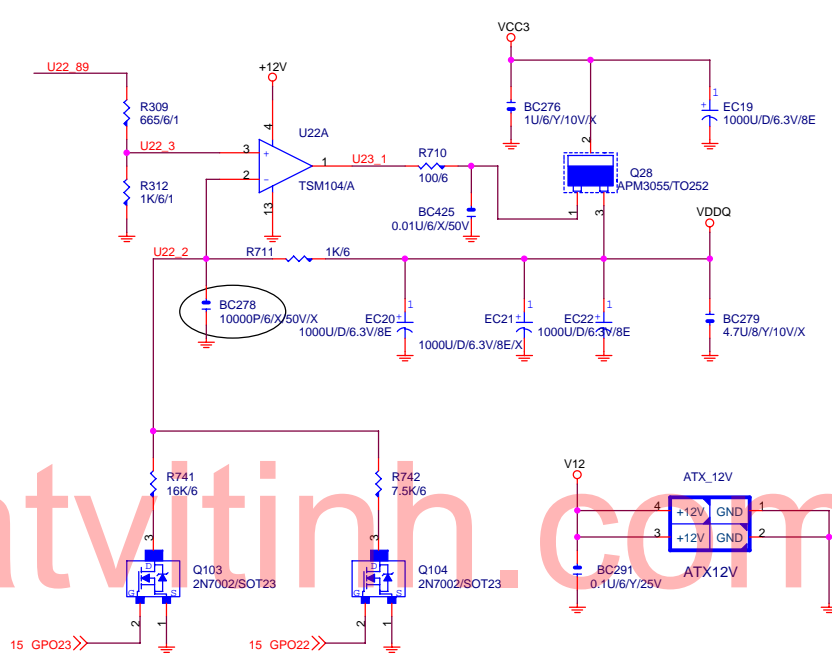 VCC3
U22_89
+12V
R309
665/6/1
BC276
1U/6/Y/10V/X
1
+
EC19
1000U/D/6.3V/8E
4
U22A
2
U22_3
3
+
1
U23_1
R710
100/6
2
−
TSM104/A
Q28
APM3055/TO252
R312
1K/6/1
13
BC425
0.01U/6/X/50V
1
3
VDDQ
U22_2
R711
1K/6
BC278
10000P/6/X/50V/X
1
EC20
+
1000U/D/6.3V/8E
1
EC21
+
1000U/D/6.3V/8E/X
1
EC22
+
1000U/D/6.3V/8E
BC279
4.7U/8/Y/10V/X
R741
16K/6
R742
7.5K/6
V12
ATX_12V
4
+12V
GND
1
3
+12V
GND
2
ATX12V
BC291
0.1U/6/Y/25V
3
D
G
S
Q103
2N7002/SOT23
2
1
3
D
G
S
Q104
2N7002/SOT23
2
1
15 GPO23
15 GPO22
atvitinh.com